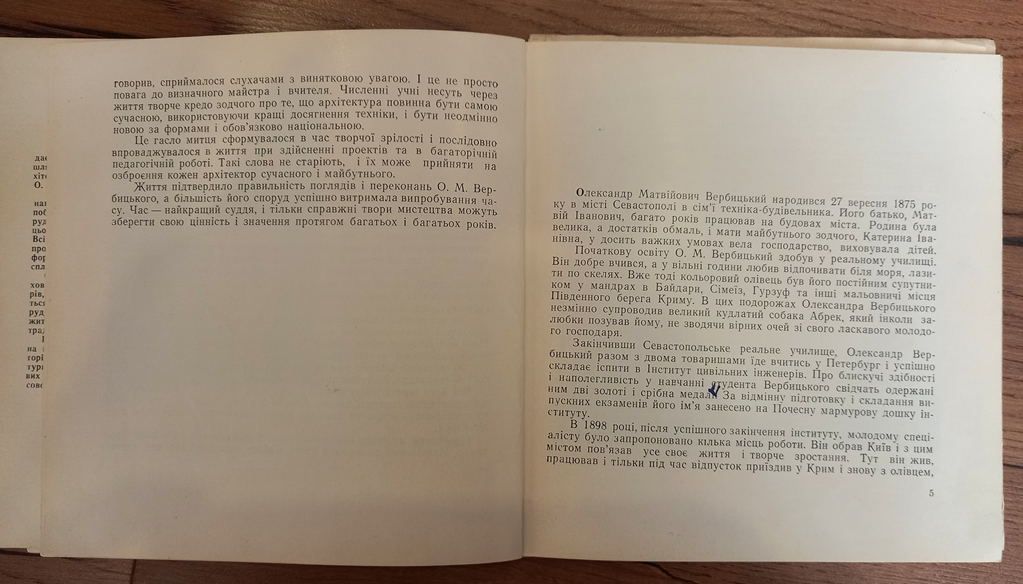 говорив, сприймалося слухачами з винятковою увагою. І це не просто
повага до визначного майстра і вчителя. Численні учні несуть через
життя творче кредо зодчого про те, що архітектура повинна бути самою
сучасною, використовуючи кращі досягнення техніки, і бути неодмінно
новою за формами і обов'язково національною.
Це гасло митця сформувалося в час творчої зрілості і послідовно
впроваджувалося в життя при здійсненні проектів та в багаторічній
педагогічній роботі. Такі слова не старіють, і їх може прийняти на
озброєння кожен архітектор сучасного і майбутнього.
Життя підтвердило правильність поглядів і переконань О. М. Вер-
бицького, а більшість його споруд успішно витримала випробування ча-
су. Час — найкращий суддя, і тільки справжні твори мистецтва можуть
зберегти свою цінність і значення протягом багатьох і багатьох років.
Олександр Матвійович Вербицький народився 27 вересня 1875 ро-
ку в місті Севастополі в сім'ї техніка-будівельника. Його батько, Мат-
вій Іванович, багато років працював на будовах міста. Родина була
велика, а достатків обмаль, і мати майбутнього зодчого, Катерина Іва-
нівна, у досить важких умовах вела господарство, виховувала дітей.
Початкову освіту О. М. Вербицький здобув у реальному училищі.
Він добре вчився, а у вільні години любив відпочивати біля моря, лази-
ти по скелях. Вже тоді кольоровий олівець був його постійним супутни-
ком у мандрах в Байдари, Сімеїз, Гурзуф та інші мальовничі місця
Південного берега Криму. В цих подорожах Олександра Вербицького
незмінно супроводив великий кудлатий собака Абрек, який інколи за-
любки позував йому, не зводячи вірних очей зі свого ласкавого молодо-
го господаря.
Закінчивши Севастопольське реальне училище, Олександр Вер-
бицький разом з двома товаришами їде вчитись у Петербург і успішно
складає іспити в Інститут цивільних інженерів. Про блискучі здібності
і наполегливість у навчанні студента Вербицького свідчать одержані
ним дві золоті і срібна медалі. За відмінну підготовку і складання ви-
пускних екзаменів його ім'я занесено на Почесну мармурову дошку ін-
ституту.
В 1898 році, після успішного закінчення інституту, молодому спеці-
алісту було запропоновано кілька місць роботи. Він обрав Київ і з цим
містом пов'язав усе своє життя і творче зростання. Тут він жив,
працював і тільки під час відпусток приїздив у Крим і знову з олівцем,
5